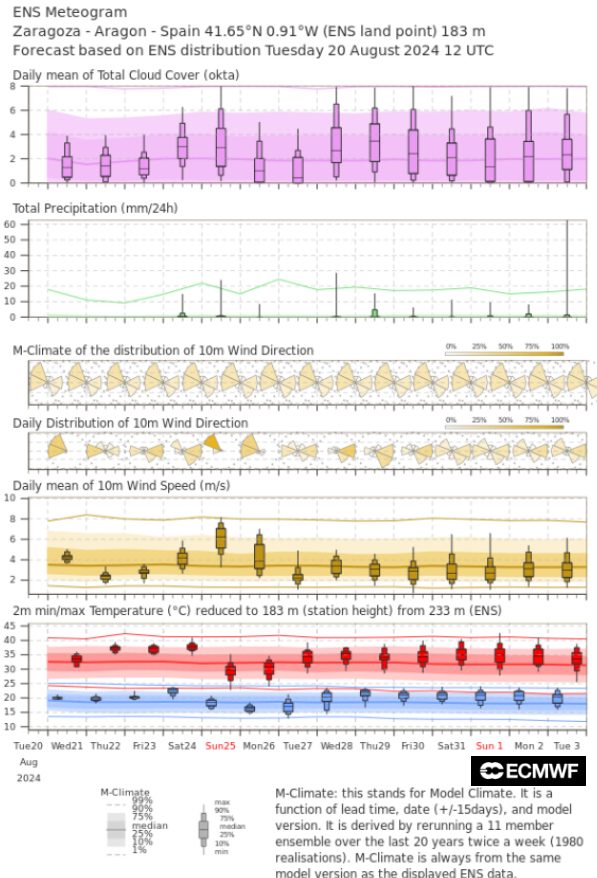 ENS Meteogram
Zaragoza - Aragon - Spain 41.65°N 0.91°W (ENS land point) 183 m
Forecast based on ENS distribution Tuesday 20 August 2024 12 UTC
Daily mean of Total Cloud Cover (okta)
8
6
4
2
0
Total Precipitation (mm/24h)
60
50
40
30
20
10
0
M-Climate of the distribution of 10m Wind Direction
0% 25% 50% 75% 100%
Daily Distribution of 10m Wind Direction
0% 25% 50% 75% 100%
Daily mean of 10m Wind Speed (m/s)
10
8
6
4
2
2m min/max Temperature (°C) reduced to 183 m (station height) from 233 m (ENS)
45
40
35
30
25
20
15
10
Tue20 Wed21 Thu22 Fri23 Sat24 Sun25 Mon26 Tue27 Wed28 Thu29 Fri30 Sat31 Sun 1 Mon 2 Tue 3
Aug
2024
ECMWF
M-Climate
99%
90%
75%
median
25%
10%
1%
max
90%
75%
median
25%
10%
min
M-Climate: this stands for Model Climate. It is a
function of lead time, date (+/-15days), and model
version. It is derived by rerunning a 11 member
ensemble over the last 20 years twice a week (1980
realisations). M-Climate is always from the same
model version as the displayed ENS data.